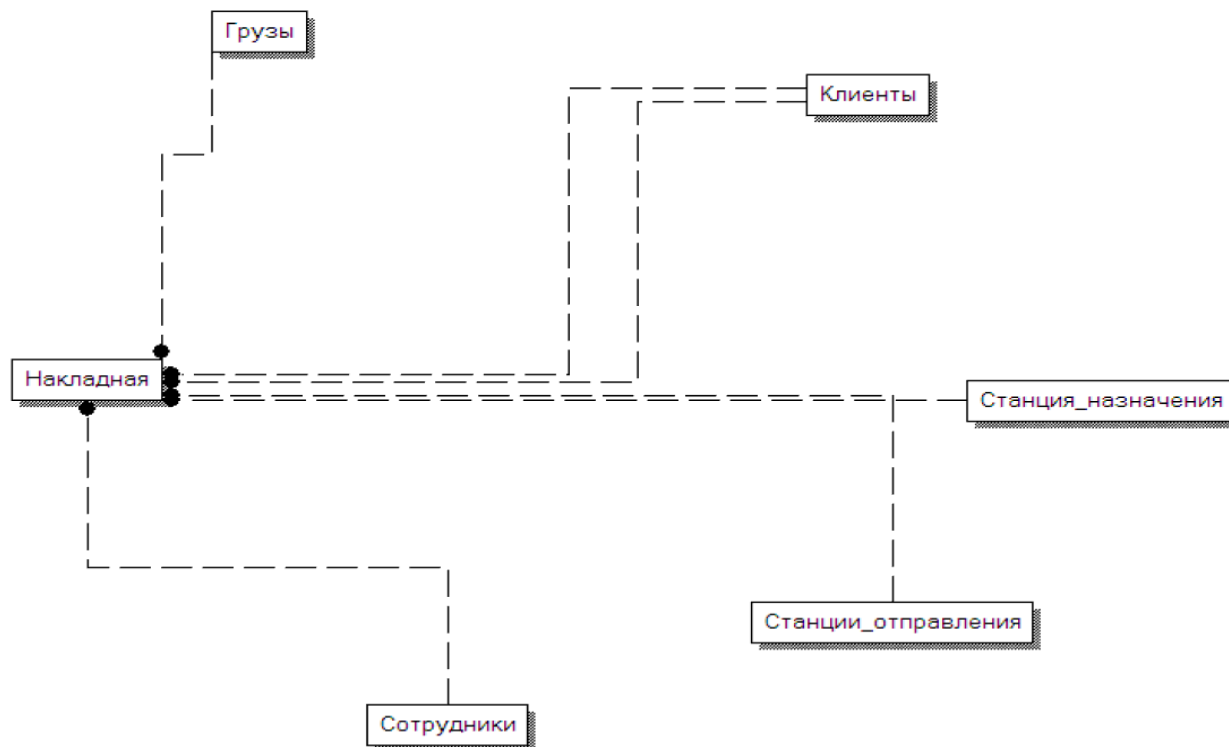 Грузы
Клиенты
Накладная
Станция_назначения
Станции_отправления
Сотрудники